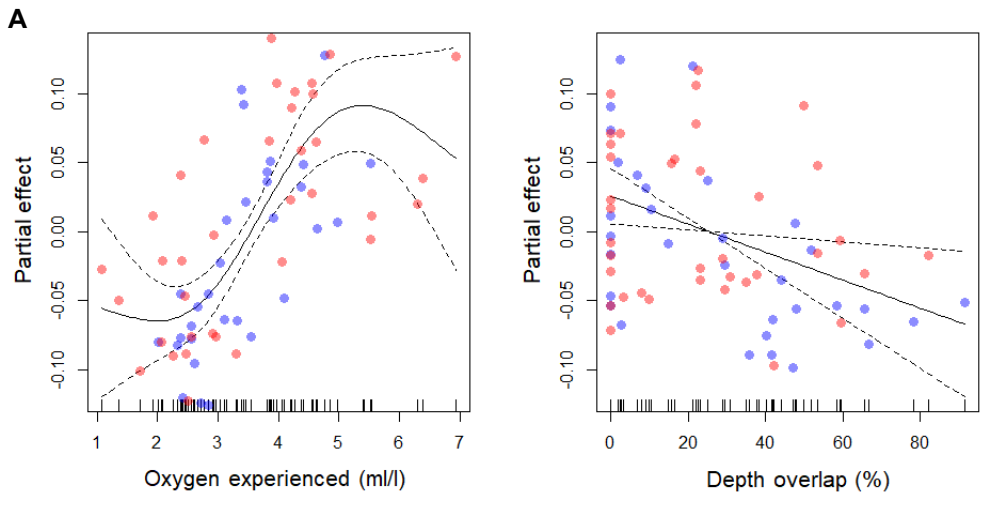 A
Partial effect
0.10
0.05
0.00
-0.05
-0.10
1 2 3 4 5 6 7
Oxygen experienced (ml/l)
Partial effect
0.10
0.05
0.00
-0.05
-0.10
0 20 40 60 80
Depth overlap (%)